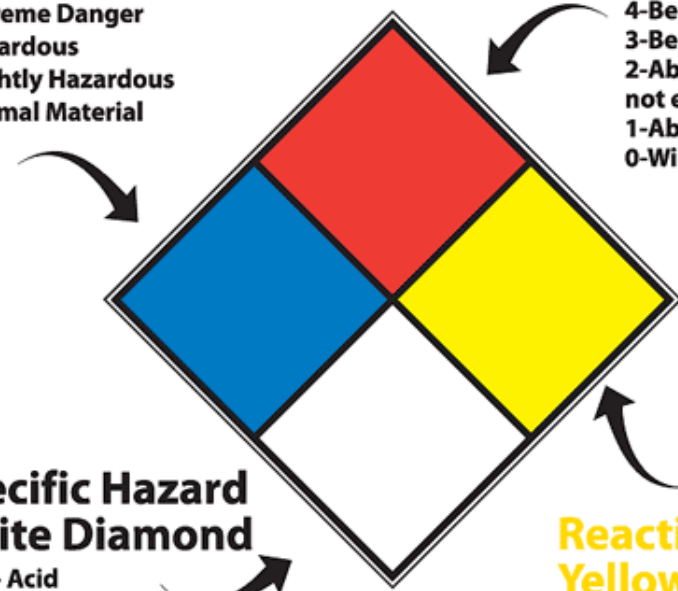 eme Danger
ardous
htly Hazardous
mal Material
4-Be
3-Be
2-Ab
not e
1-Ab
0-Wi
ecific Hazard
ite Diamond
- Acid
Reacti
Yellow